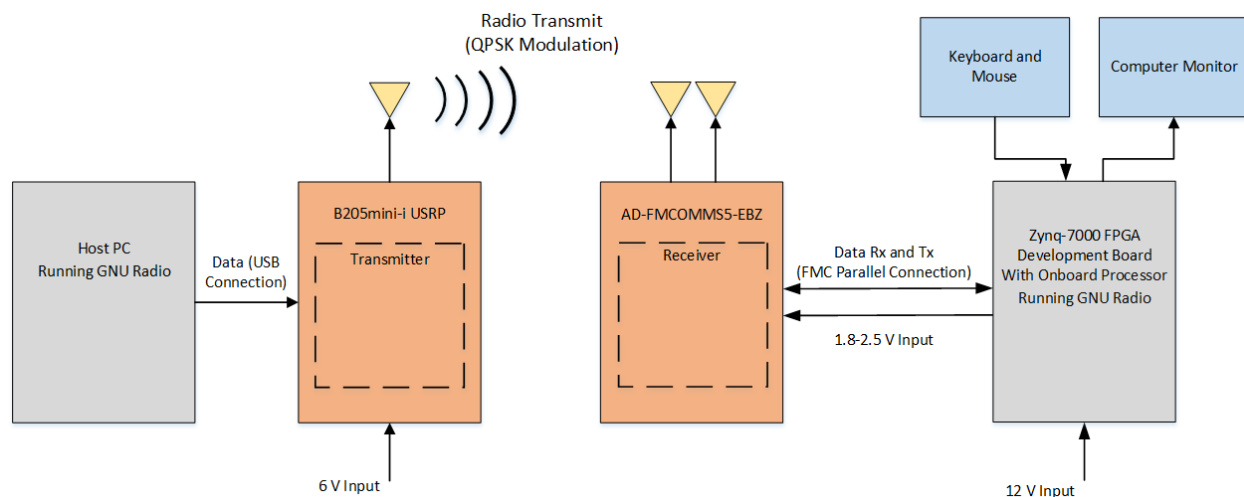 Radio Transmit
(QPSK Modulation)
Keyboard and
Mouse
Computer Monitor
Host PC
Running GNU Radio
Data (USB
Connection)
B205mini-i USRP
Transmitter
AD-FMCOMMS5-EBZ
Receiver
Data Rx and Tx
(FMC Parallel Connection)
1.8-2.5 V Input
Zynq-7000 FPGA
Development Board
With Onboard Processor
Running GNU Radio
6 V Input
12 V Input